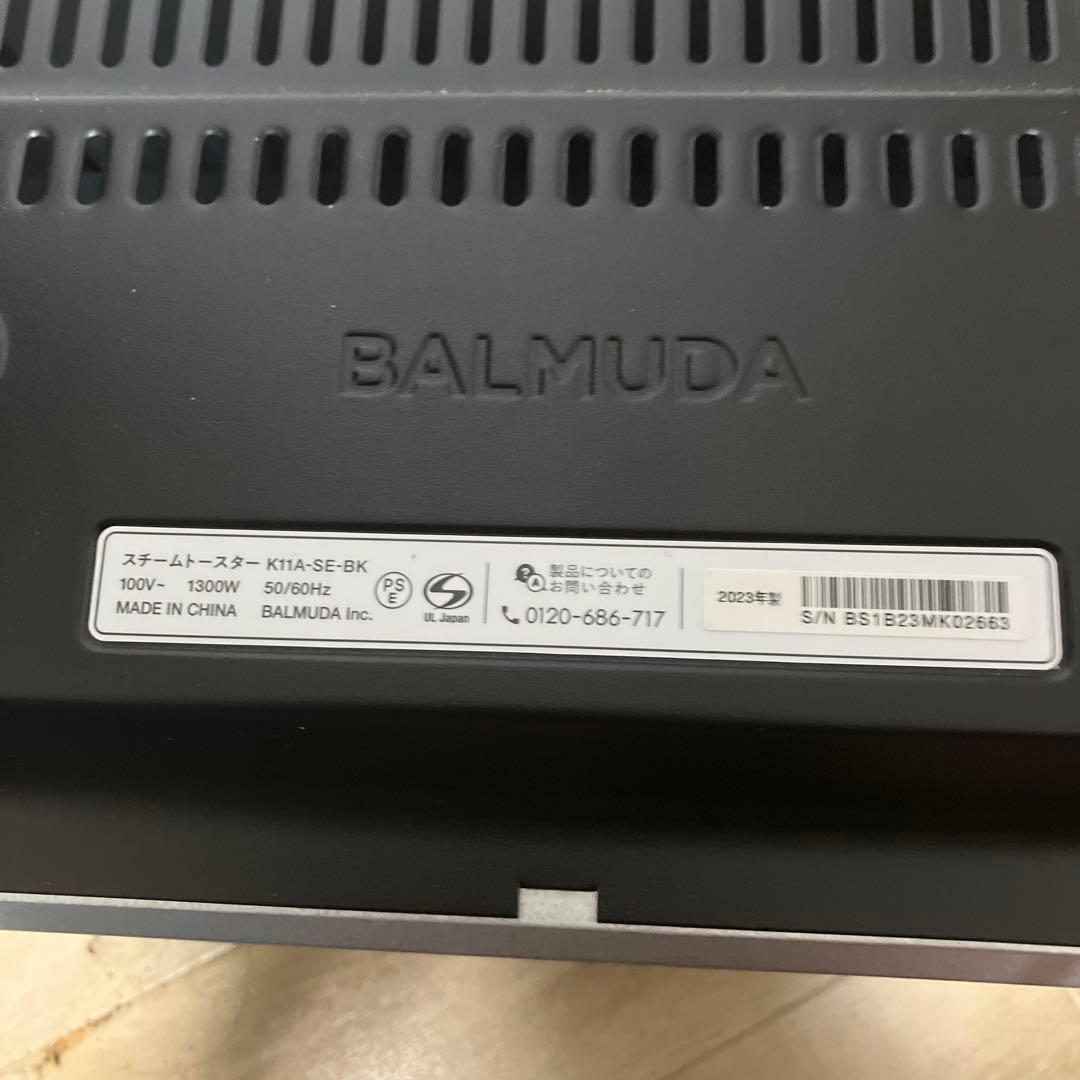 BALMUDA
スチームトースター K11A-SE-BK
100V~ 1300W 50/60Hz
MADE IN CHINA BALMUDA Inc.
PS
E
S
UL Japan
? A
製品についての
お問い合わせ
0120-686-717
2023年製
S/N BS1B23MK02663